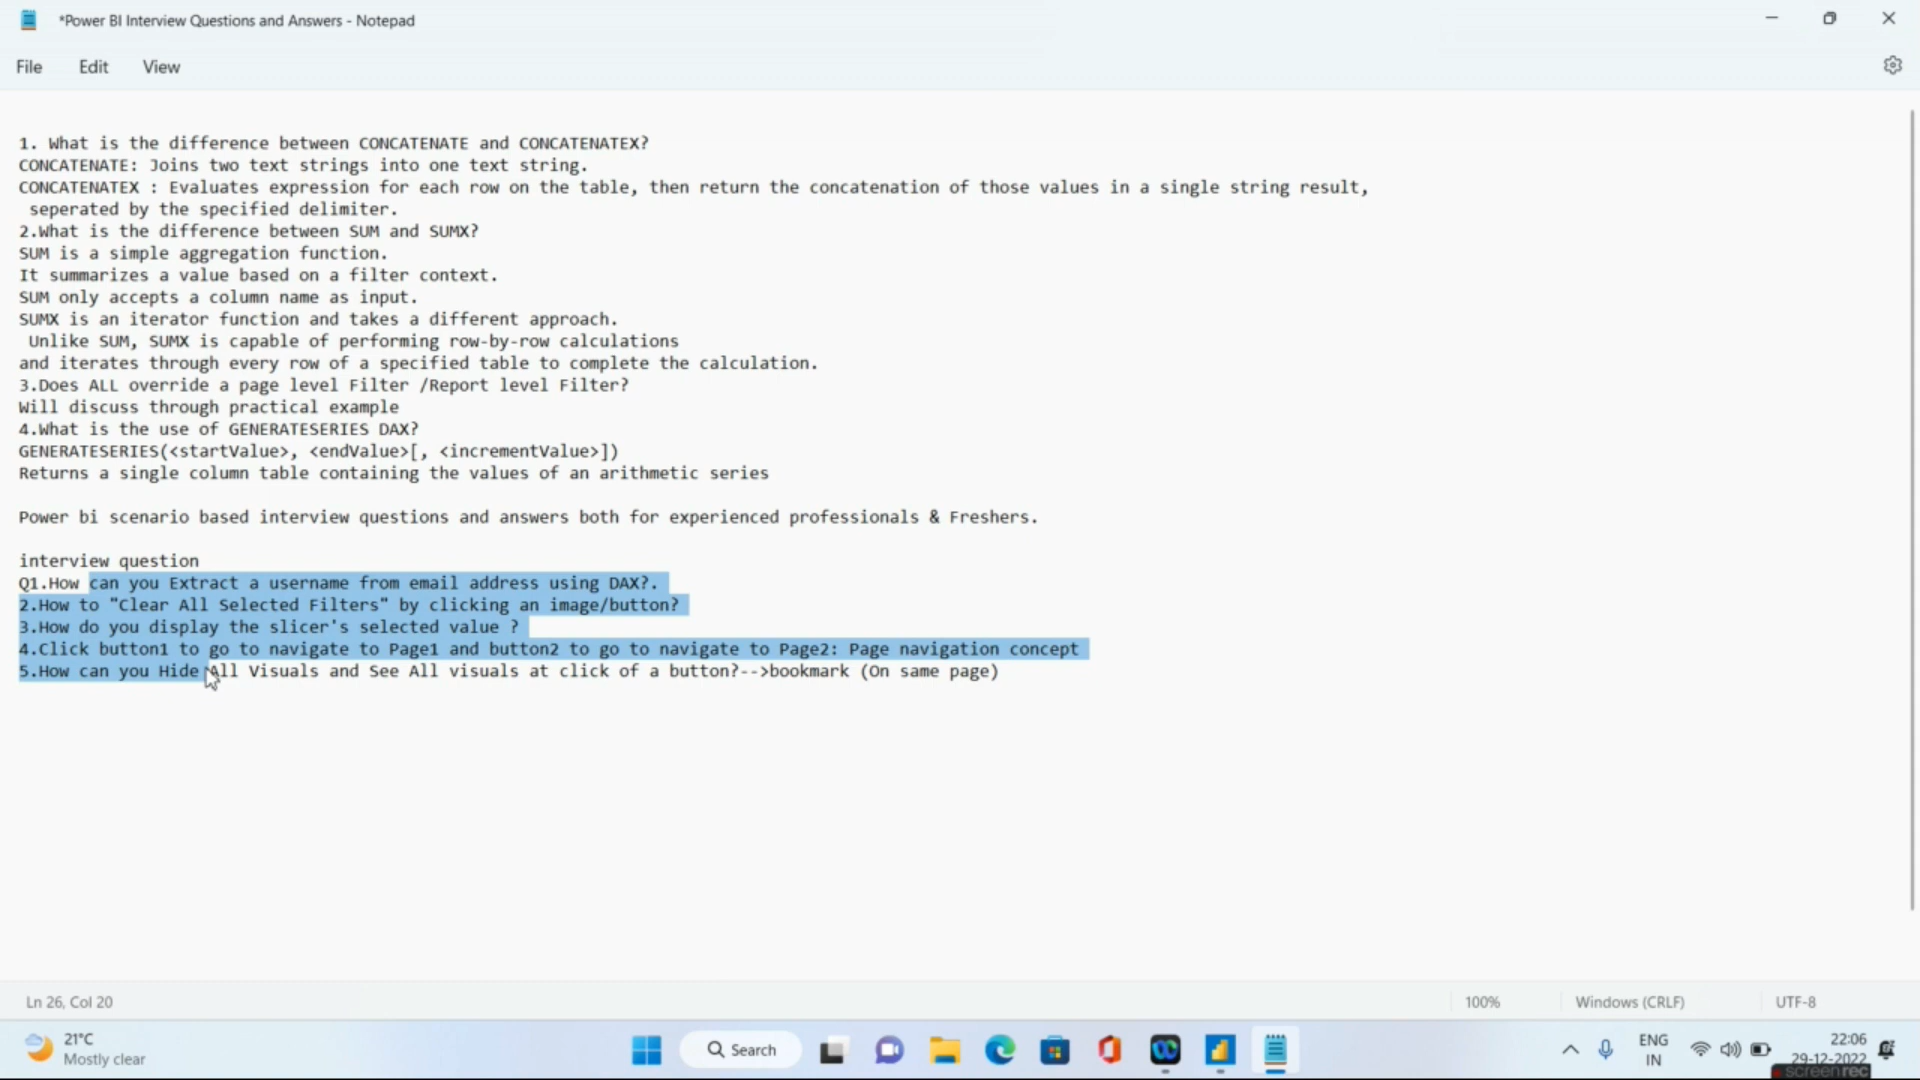 *Power BI Interview Questions and Answers - Notepad
File Edit View
1. What is the difference between CONCATENATE and CONCATENATEX?
CONCATENATE: Joins two text strings into one text string.
CONCATENATEX : Evaluates expression for each row on the table, then return the concatenation of those values in a single string result,
seperated by the specified delimiter.
2.What is the difference between SUM and SUMX?
SUM is a simple aggregation function.
It summarizes a value based on a filter context.
SUM only accepts a column name as input.
SUMX is an iterator function and takes a different approach.
Unlike SUM, SUMX is capable of performing row-by-row calculations
and iterates through every row of a specified table to complete the calculation.
3.Does ALL override a page level Filter /Report level Filter?
Will discuss through practical example
4.What is the use of GENERATESERIES DAX?
GENERATESERIES(<startValue>, <endValue>[, <incrementValue>])
Returns a single column table containing the values of an arithmetic series
Power bi scenario based interview questions and answers both for experienced professionals & Freshers.
interview question
Q1.How can you Extract a username from email address using DAX?.
2.How to "Clear All Selected Filters" by clicking an image/button?
3.How do you display the slicer's selected value ?
4.Click button1 to go to navigate to Page1 and button2 to go to navigate to Page2: Page navigation concept
5.How can you Hide All Visuals and See All visuals at click of a button?-->bookmark (On same page)
Ln 26, Col 20 100% Windows (CRLF) UTF-8
21°C
Mostly clear
Search
ENG
IN
22:06
29-12-2022
screenrec